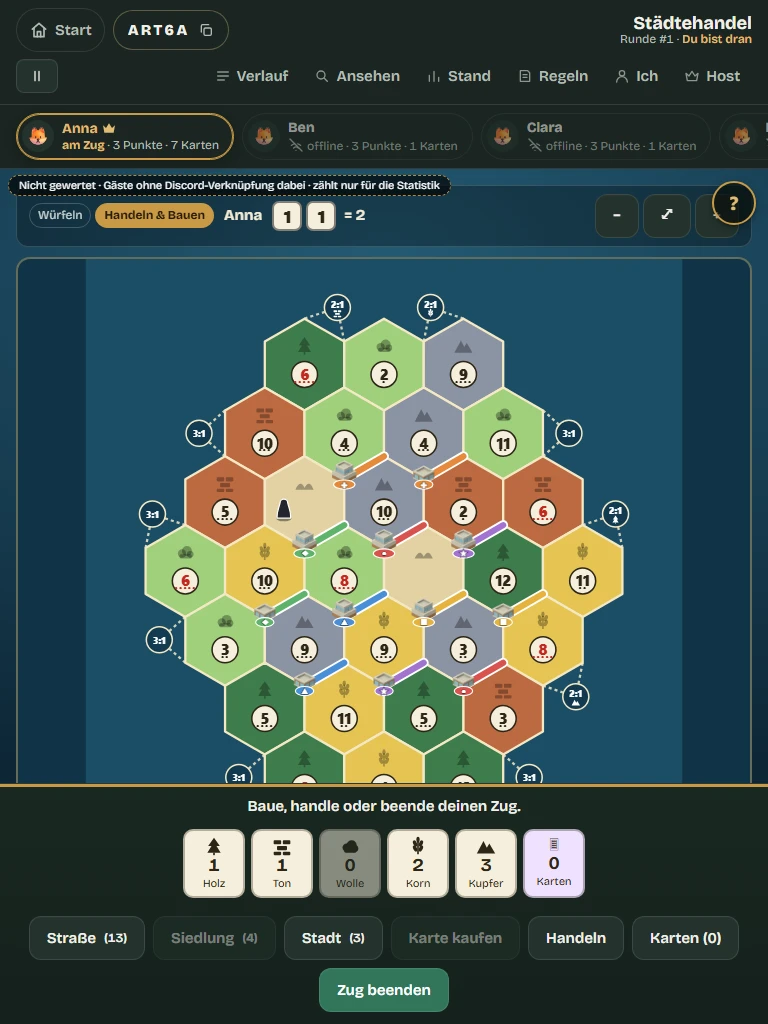 Start
ART6A
Städtehandel
Runde #1 · Du bist dran
Verlauf
Ansehen
Stand
Regeln
Ich
Host
Anna
am Zug · 3 Punkte · 7 Karten
Ben
offline · 3 Punkte · 1 Karten
Clara
offline · 3 Punkte · 1 Karten
Nicht gewertet · Gäste ohne Discord-Verknüpfung dabei · zählt nur für die Statistik
Würfeln
Handeln & Bauen
Anna 1 1 = 2
−
?
2:1 2:1
6 2 9
3:1 10 4 4 11 3:1
3:1 5 10 2 6 2:1
6 10 8 12 11
3:1 3 9 9 3 8
2:1
5 11 5 3
3:1 3:1
Baue, handle oder beende deinen Zug.
1 1 0 2 3 0
Holz Ton Wolle Korn Kupfer Karten
Straße (13)
Siedlung (4)
Stadt (3)
Karte kaufen
Handeln
Karten (0)
Zug beenden